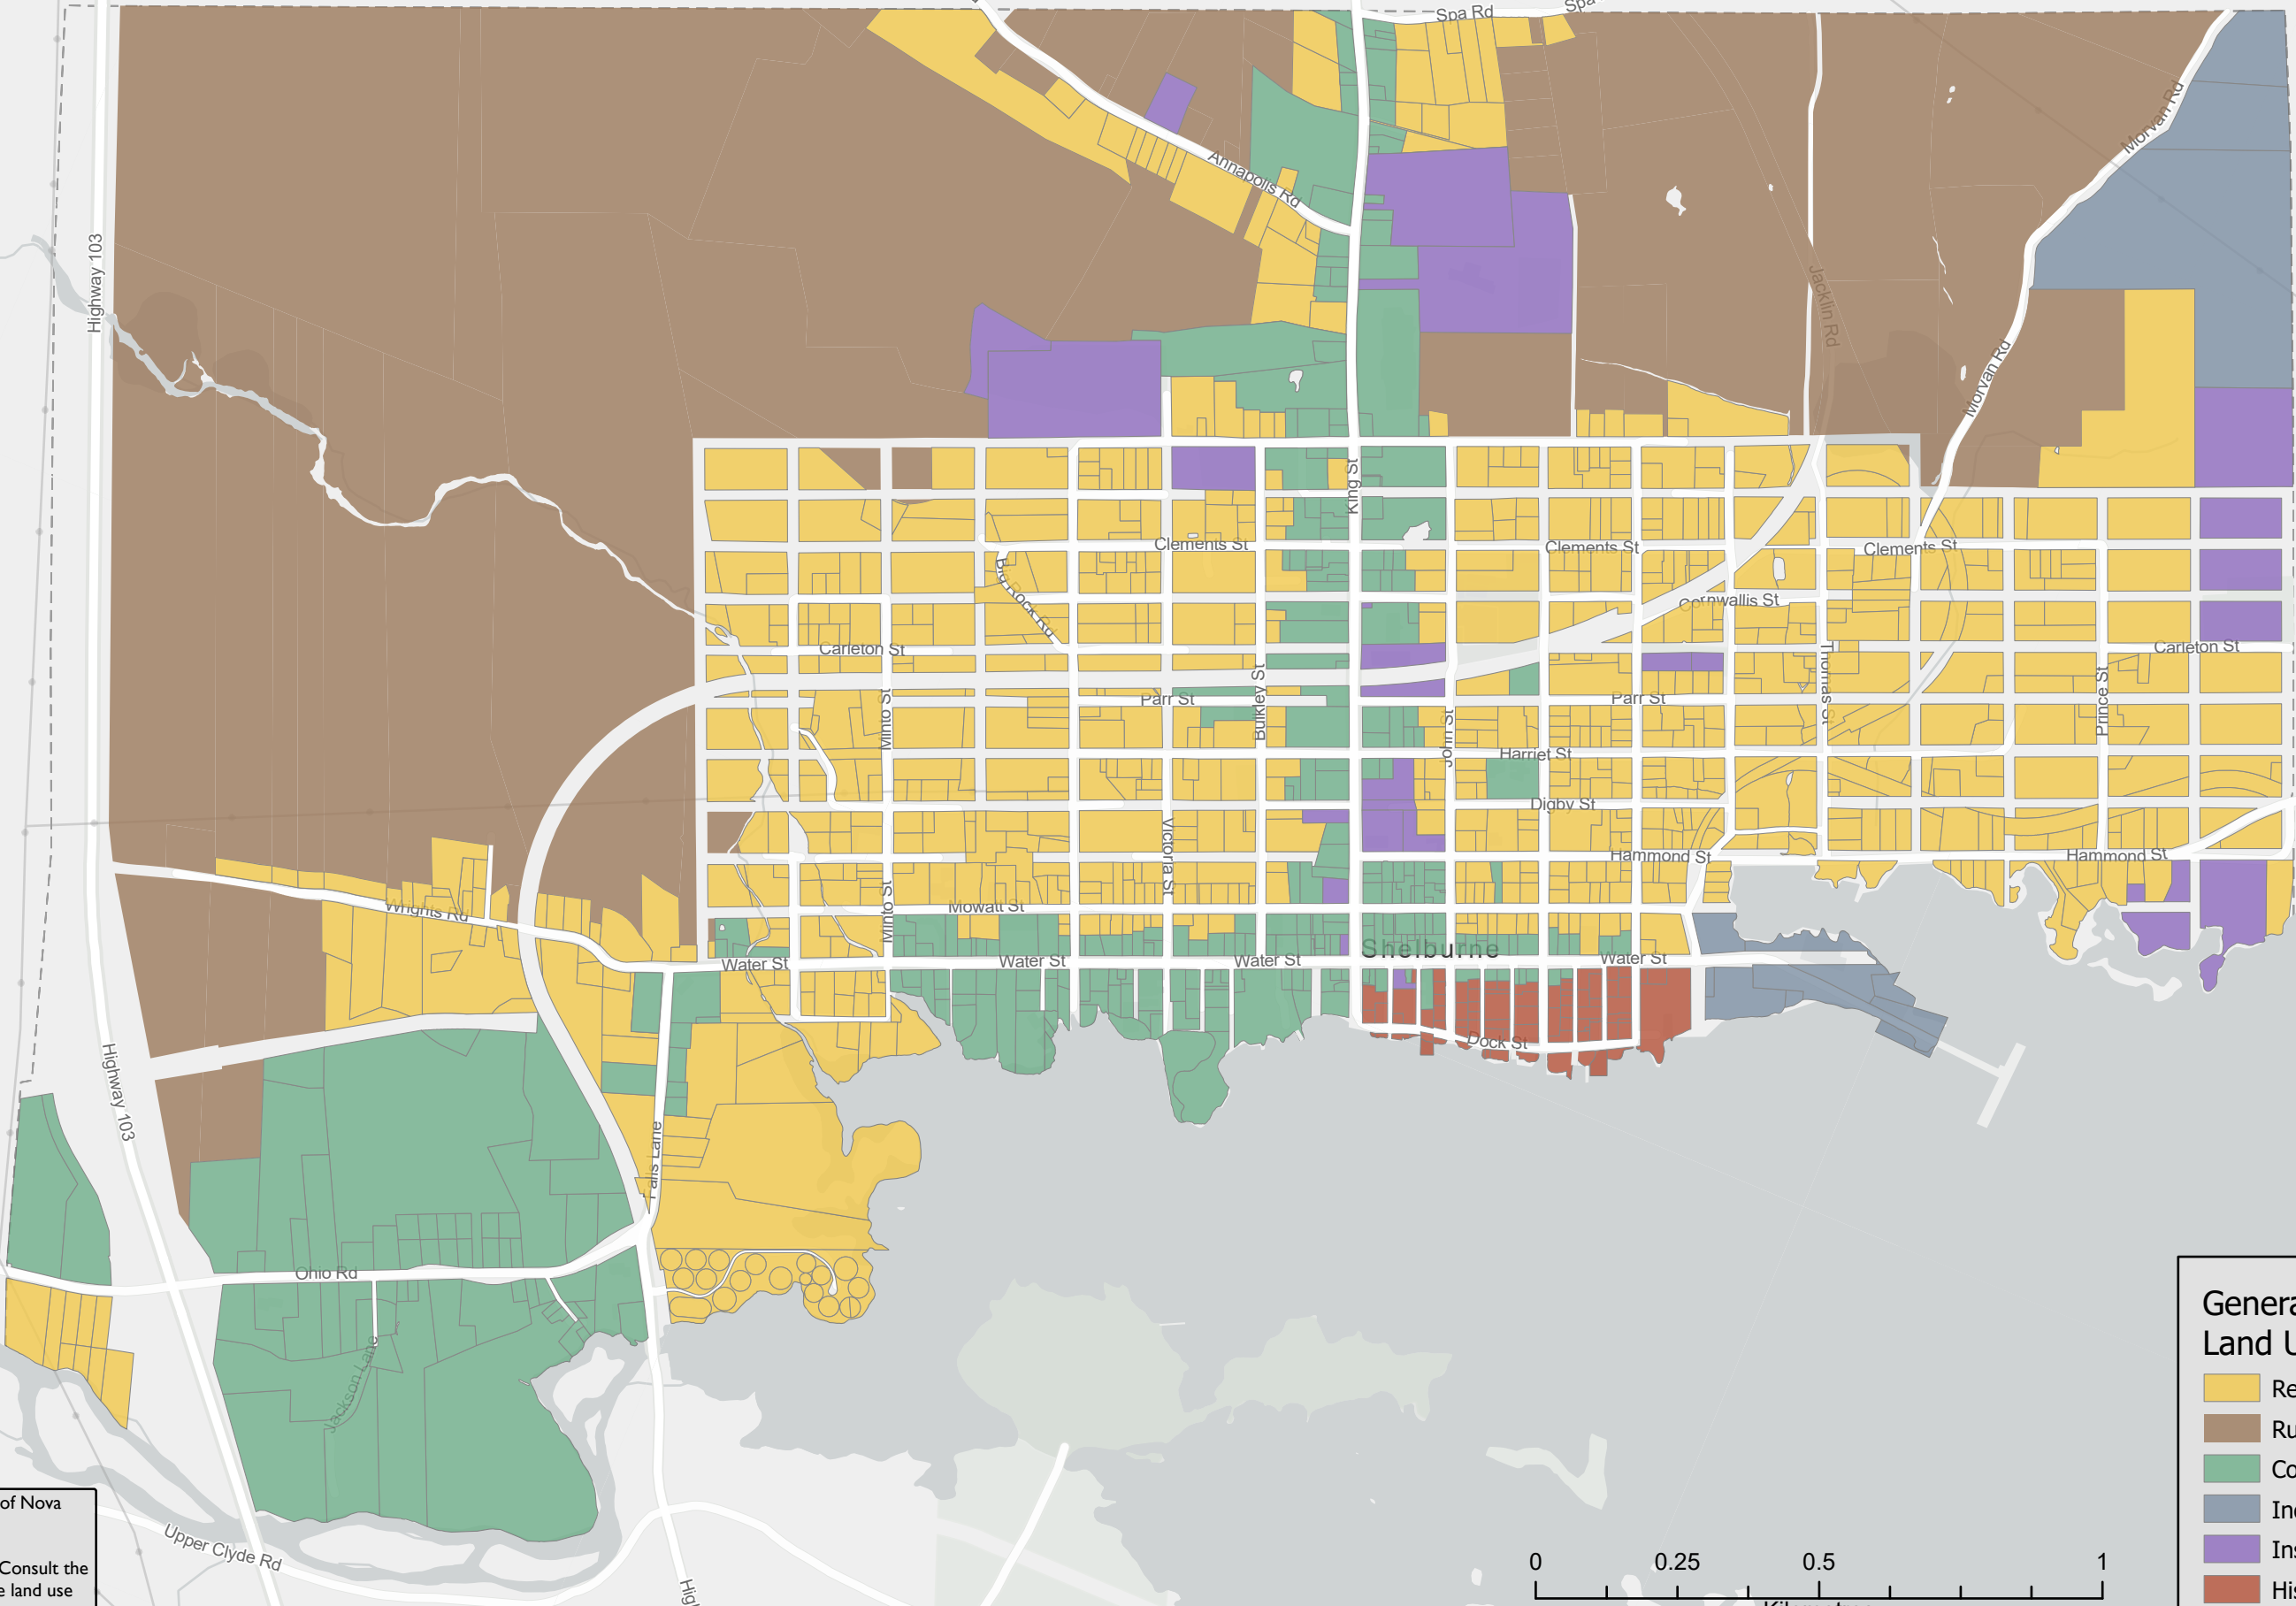 Spa Rd
Spa
Highway 103
Annapolis Rd
Morvan Rd
Jacklin Rd
Morvan Rd
King St
Clements St
Clements St
Clements St
Big Rock Rd
Cornwallis St
Carleton St
Carleton St
Thomas St
Bulkley St
Minto St
Parr St
Parr St
Prince St
John St
Harriet St
Digby St
Victoria St
Hammond St
Hammond St
Wrights Rd
Minto St
Mowatt St
Shelburne
Water St
Water St
Water St
Water St
Dock St
Highway 103
Falls Lane
Ohio Rd
Jackson Lane
Upper Clyde Rd
High
of Nova
Consult the
e land use
Genera
Land U
Re
Ru
Co
Ind
Ins
His
0 0.25 0.5 1